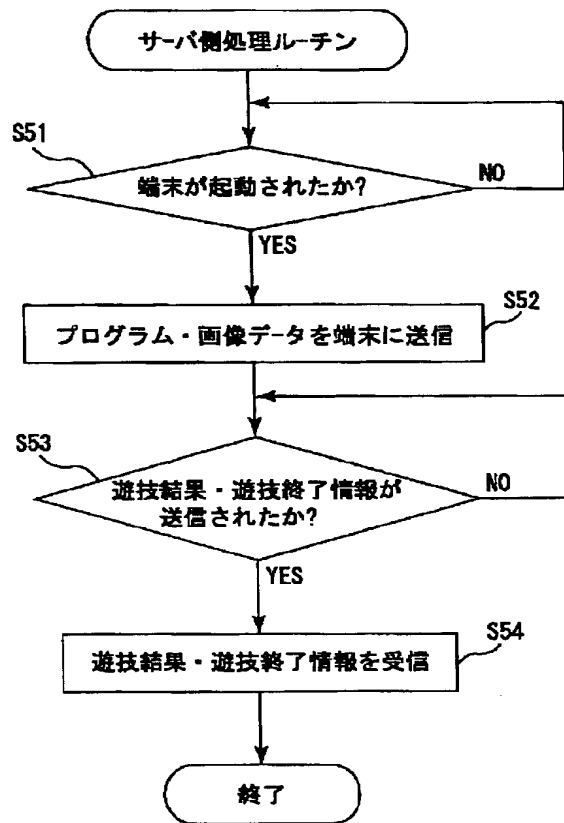 サーバ側処理ルーチン
S51
端末が起動されたか?
NO
YES
S52
プログラム・画像データを端末に送信
S53
遊技結果・遊技終了情報が
送信されたか?
NO
YES
S54
遊技結果・遊技終了情報を受信
終了